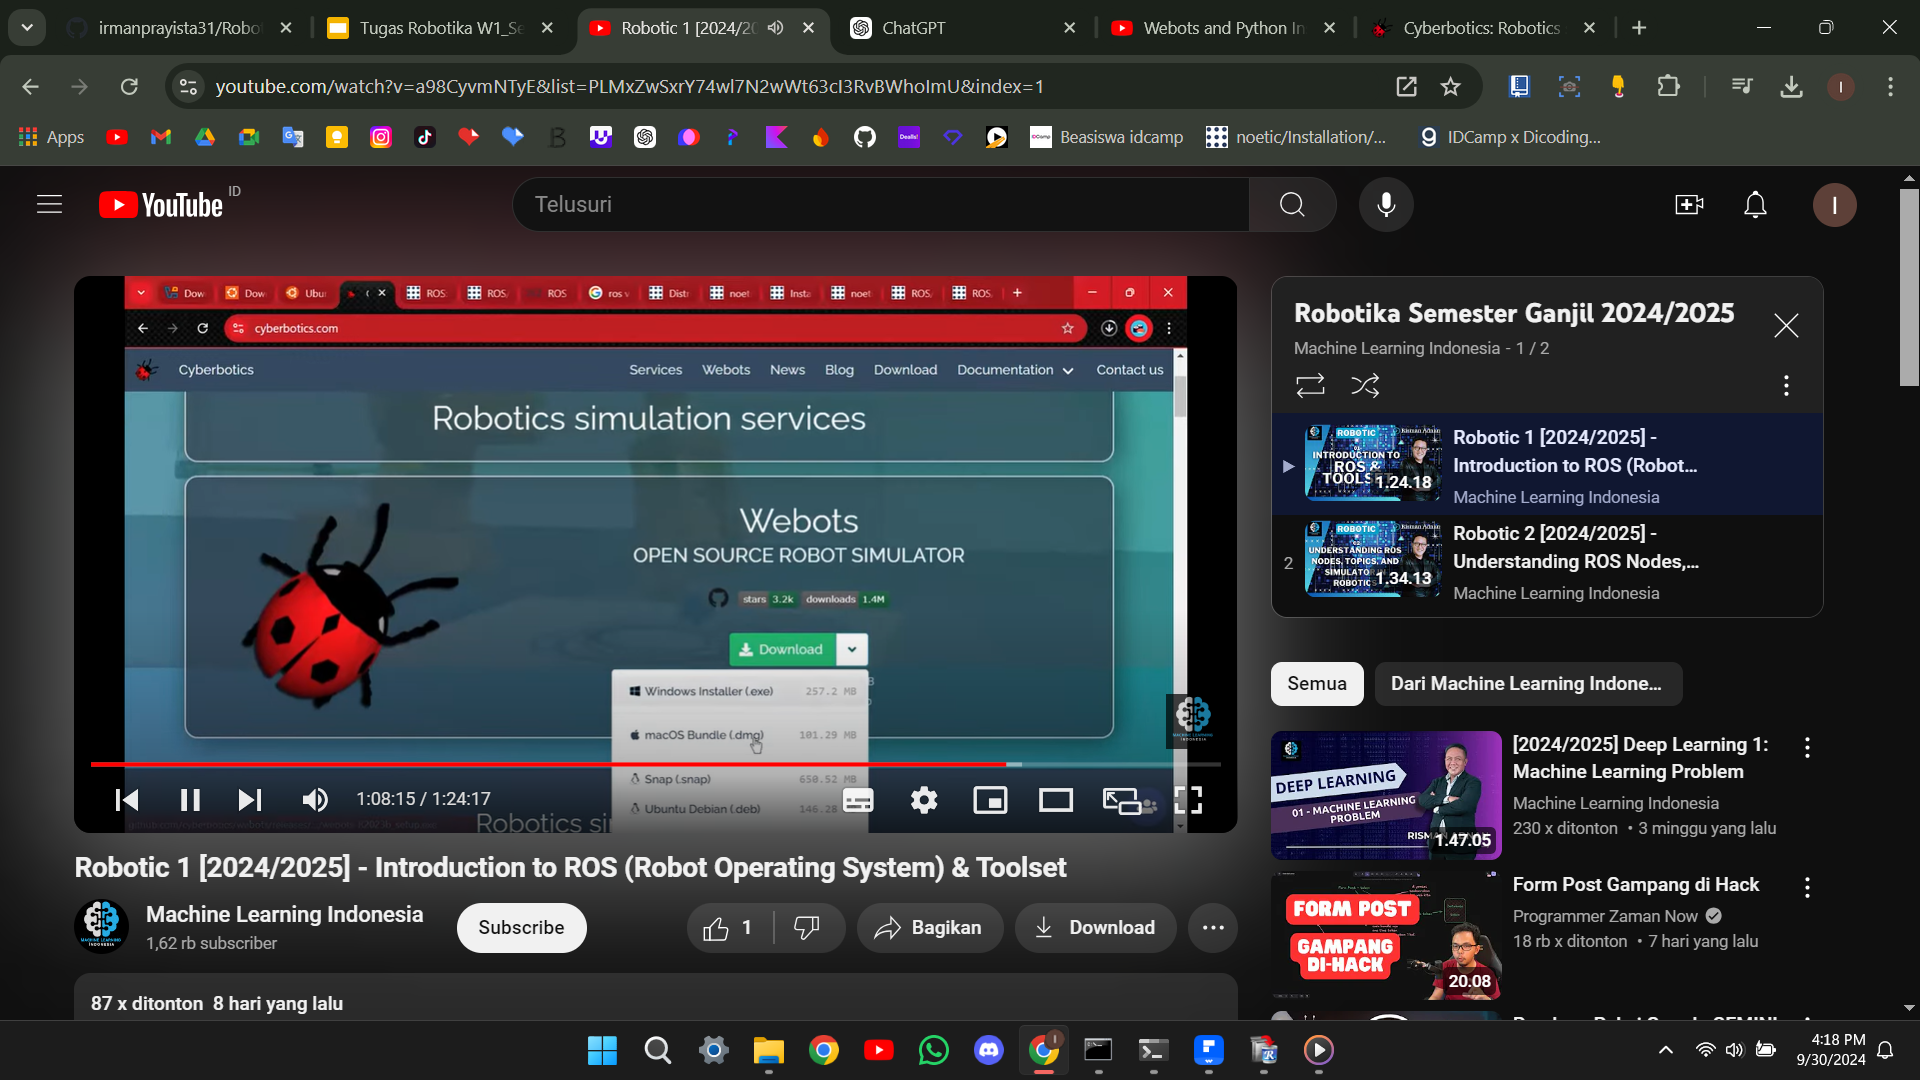 irmanprayista31/Robo
Tugas Robotika W1_Se
Robotic 1 [2024/20
ChatGPT
Webots and Python In
Cyberbotics: Robotics
youtube.com/watch?v=a98CyvmNTyE&list=PLMxZwSxrY74wl7N2wWt63cI3RvBWhoImU&index=1
Apps
Beasiswa idcamp
noetic/Installation/...
IDCamp x Dicoding...
YouTube ID
Telusuri
I
Dow
Dow
Ubu
ROS
ROS
ROS
ros v
Distr
noet
Insta
noet
ROS
ROS
cyberbotics.com
Cyberbotics
Services
Webots
News
Blog
Download
Documentation
Contact us
Robotics simulation services
Webots
OPEN SOURCE ROBOT SIMULATOR
stars 3.2k downloads 1.4M
Download
Windows Installer (.exe) 257.2 MB
macOS Bundle (.dmg) 101.29 MB
Snap (.snap) 650.52 MB
Ubuntu Debian (.deb) 146.28
Robotics si
MACHINE LEARNING
INDONESIA
1:08:15 / 1:24:17
Robotic 1 [2024/2025] - Introduction to ROS (Robot Operating System) & Toolset
Machine Learning Indonesia
1,62 rb subscriber
Subscribe
1
Bagikan
Download
87 x ditonton 8 hari yang lalu
Robotika Semester Ganjil 2024/2025
Machine Learning Indonesia - 1 / 2
ROBOTIC
INTRODUCTION TO
ROS &
TOOLS
1.24.18
Robotic 1 [2024/2025] -
Introduction to ROS (Robot...
Machine Learning Indonesia
2
ROBOTIC
UNDERSTANDING ROS
NODES, TOPICS, AND
SIMULATOR IN
ROBOTIC
1.34.13
Robotic 2 [2024/2025] -
Understanding ROS Nodes,...
Machine Learning Indonesia
Semua
Dari Machine Learning Indone...
DEEP LEARNING
01 - MACHINE LEARNING
PROBLEM
1.47.05
[2024/2025] Deep Learning 1:
Machine Learning Problem
Machine Learning Indonesia
230 x ditonton • 3 minggu yang lalu
FORM POST
GAMPANG
DI-HACK
20.08
Form Post Gampang di Hack
Programmer Zaman Now
18 rb x ditonton • 7 hari yang lalu
4:18 PM
9/30/2024